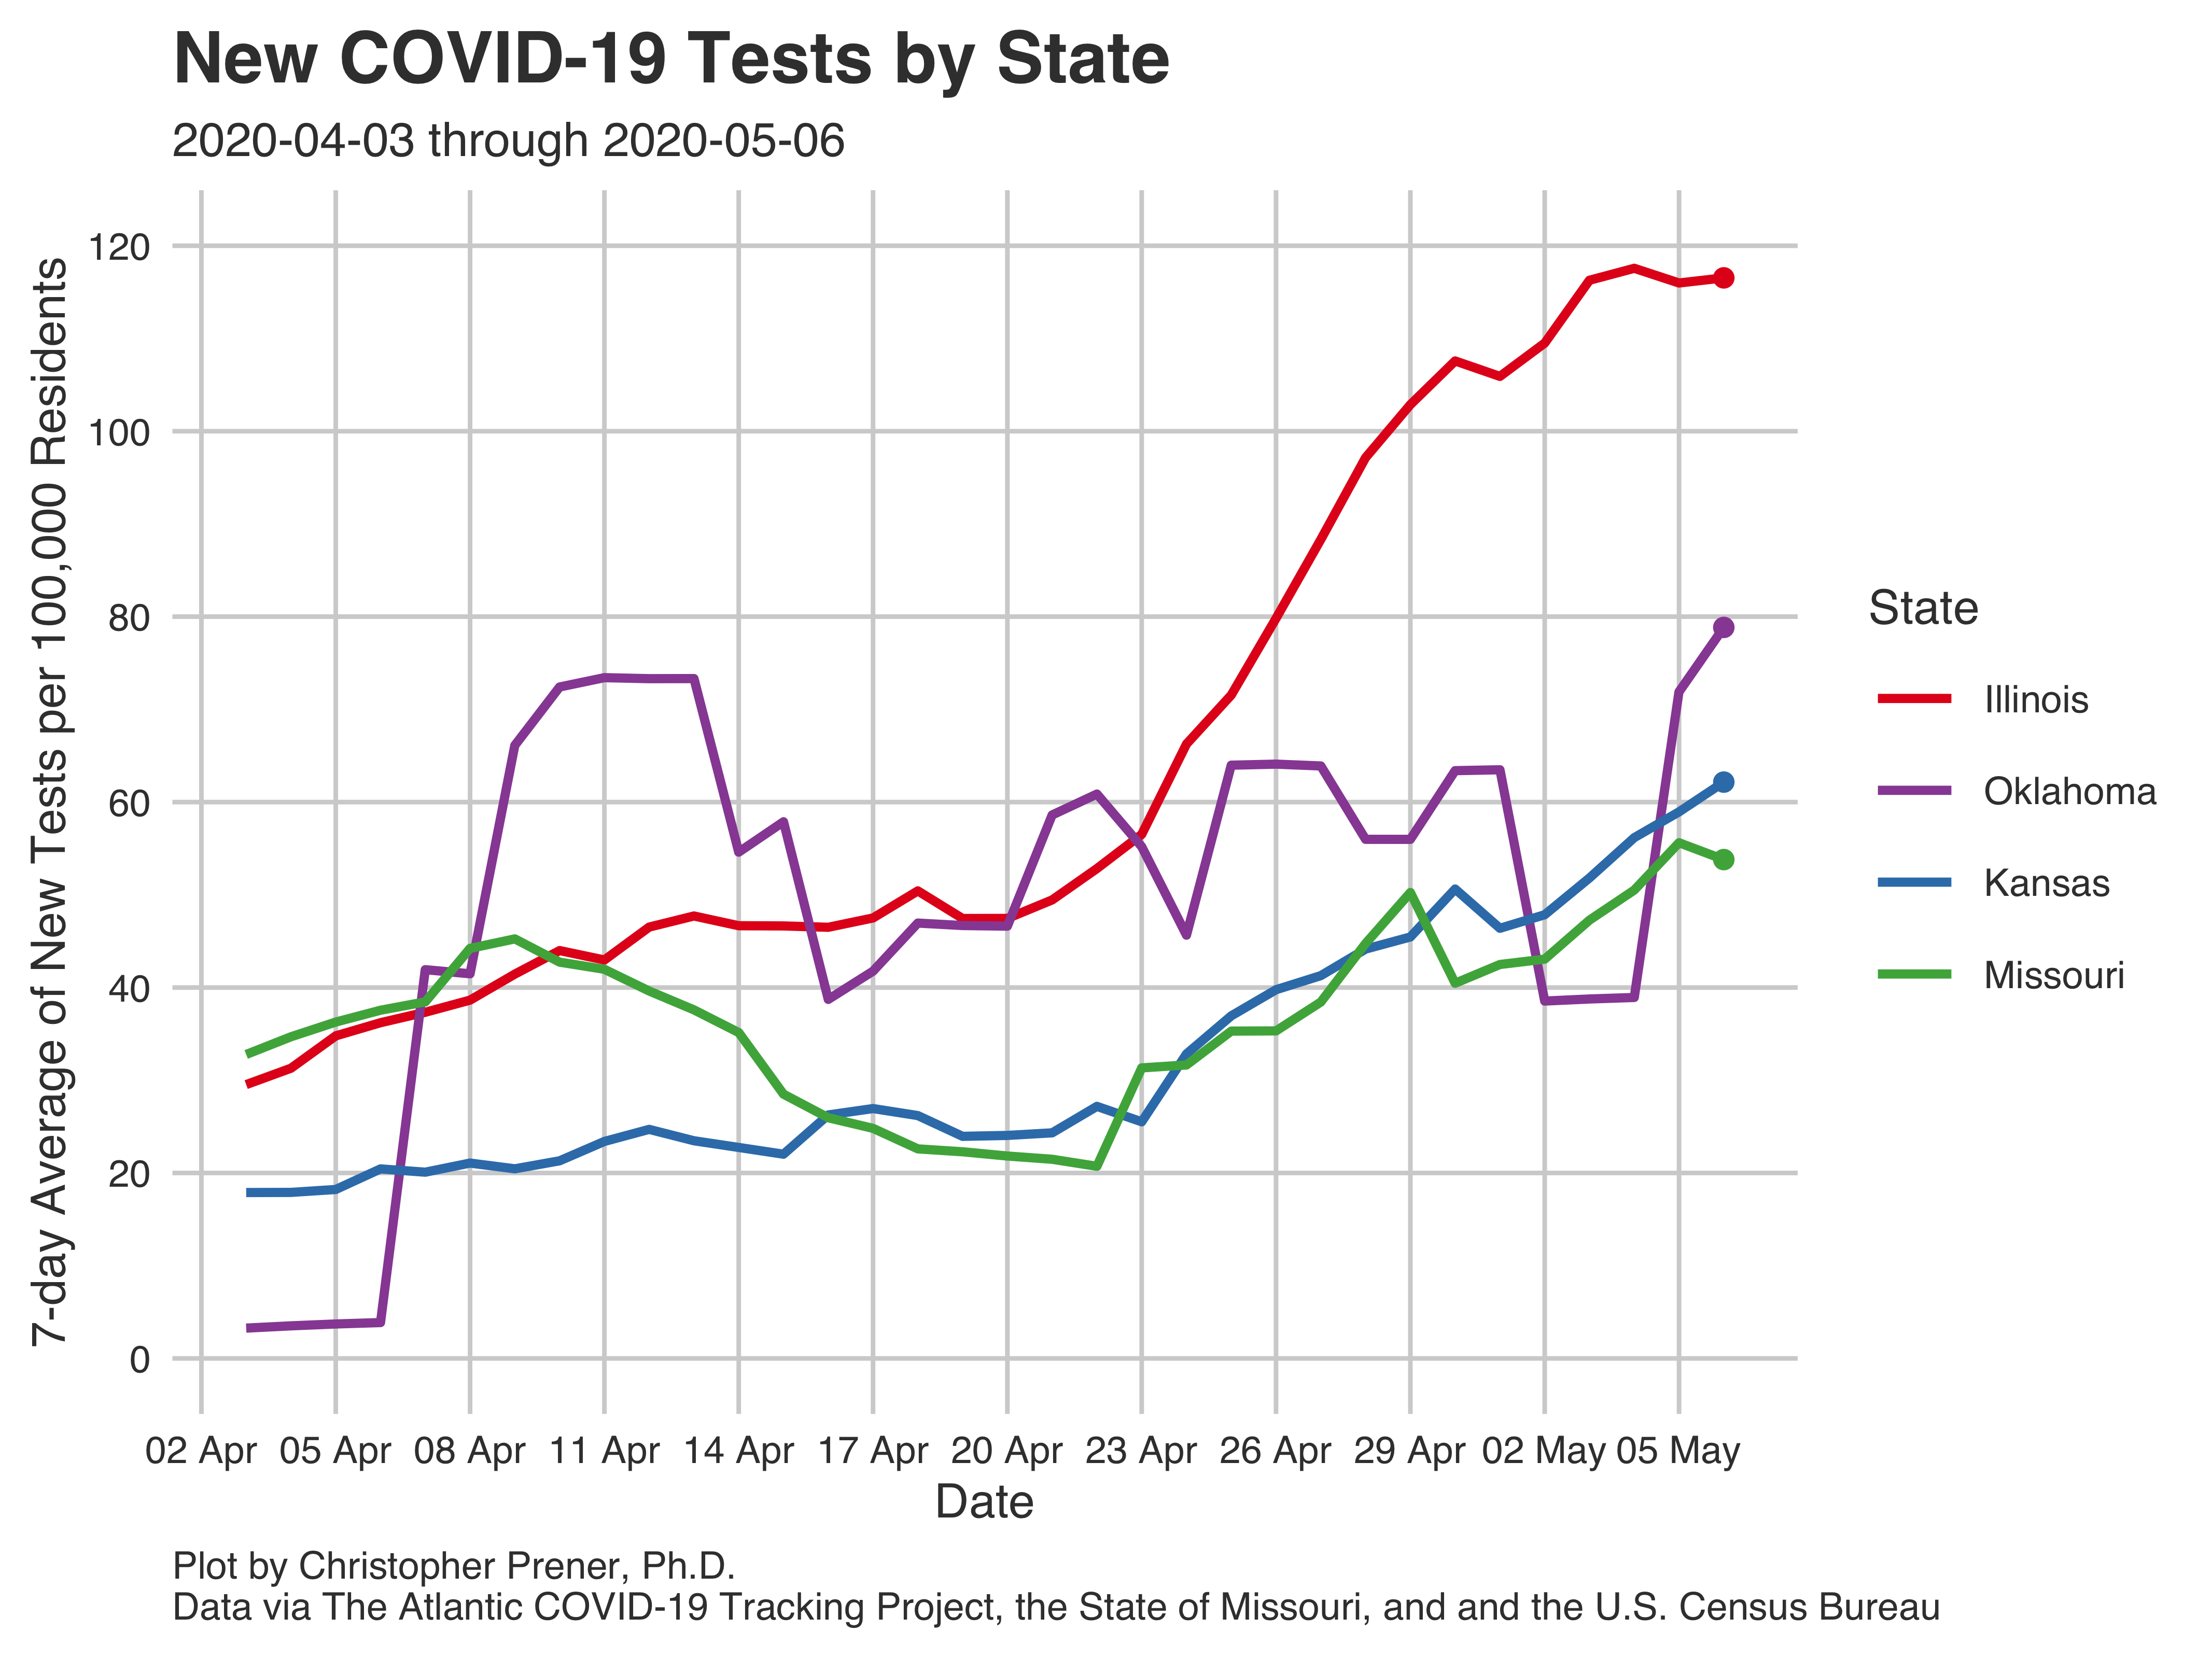 New COVID-19 Tests by State
2020-04-03 through 2020-05-06
7-day Average of New Tests per 100,000 Residents
120
100
80
60
40
20
0
02 Apr 05 Apr 08 Apr 11 Apr 14 Apr 17 Apr 20 Apr 23 Apr 26 Apr 29 Apr 02 May 05 May
Date
State
Illinois
Oklahoma
Kansas
Missouri
Plot by Christopher Prener, Ph.D.
Data via The Atlantic COVID-19 Tracking Project, the State of Missouri, and and the U.S. Census Bureau